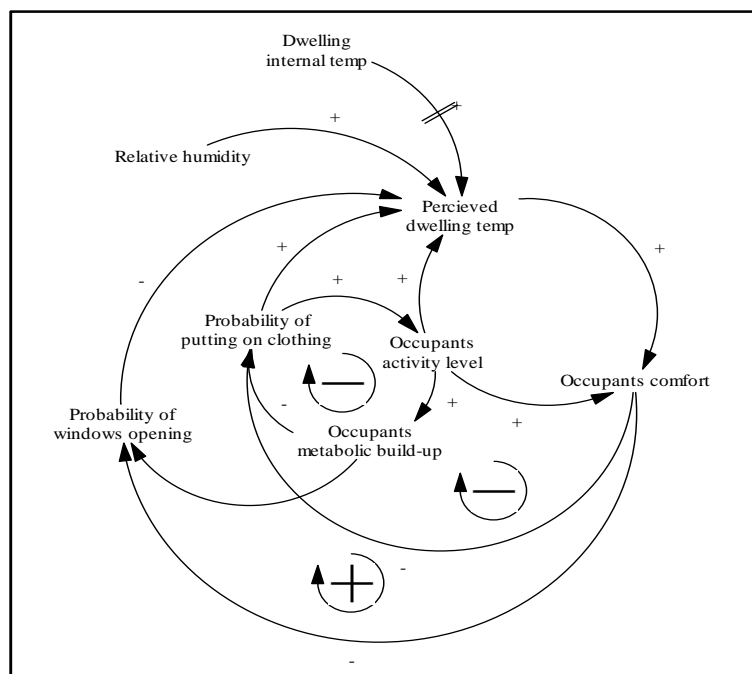 Dwelling
internal temp
+
+
Relative humidity
Percieved
dwelling temp
+
+
-
+
+
Probability of
putting on clothing
Occupants
activity level
Occupants comfort
-
+
+
Probability of
windows opening
Occupants
metabolic build-up
-
-